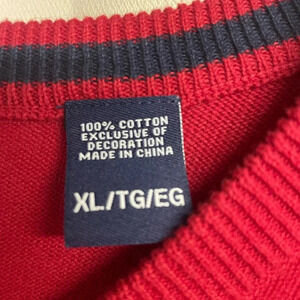 100% COTTON
EXCLUSIVE OF
DECORATION
MADE IN CHINA
XL/TG/EG